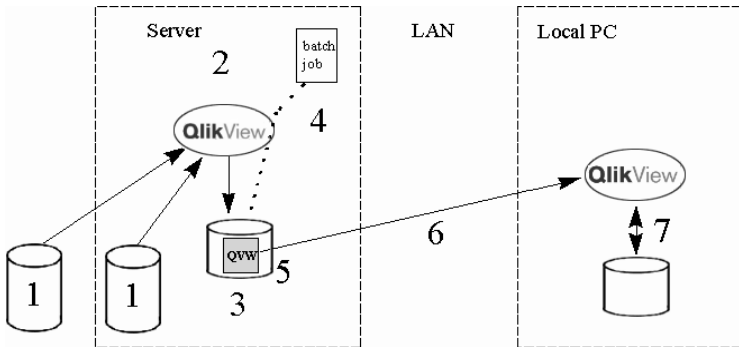 Server
LAN
Local PC
batch
job
2
4
QlikView
QlikView
6
7
1
1
QVW
5
3